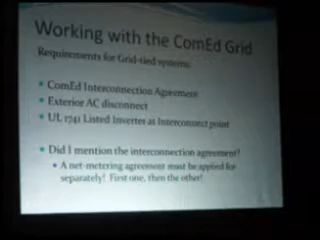 Working with the ComEd Grid
Requirements for Grid-tied systems:
• ComEd Interconnection Agreement
• Exterior AC disconnect
• UL 1741 Listed Inverter at Interconnect point
• Did I mention the interconnection agreement?
• A net-metering agreement must be applied for
separately! First one, then the other!